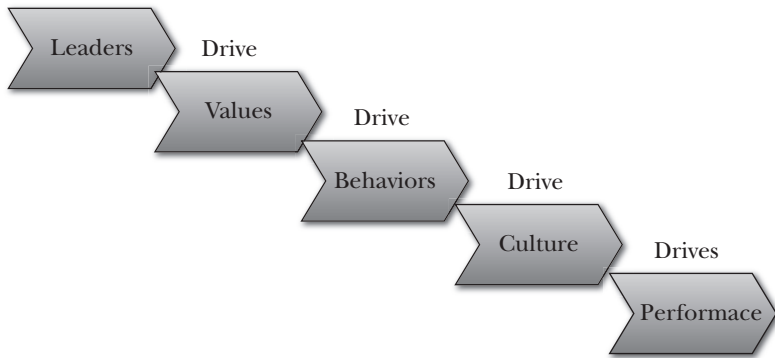 Leaders
Drive
Values
Drive
Behaviors
Drive
Culture
Drives
Performace